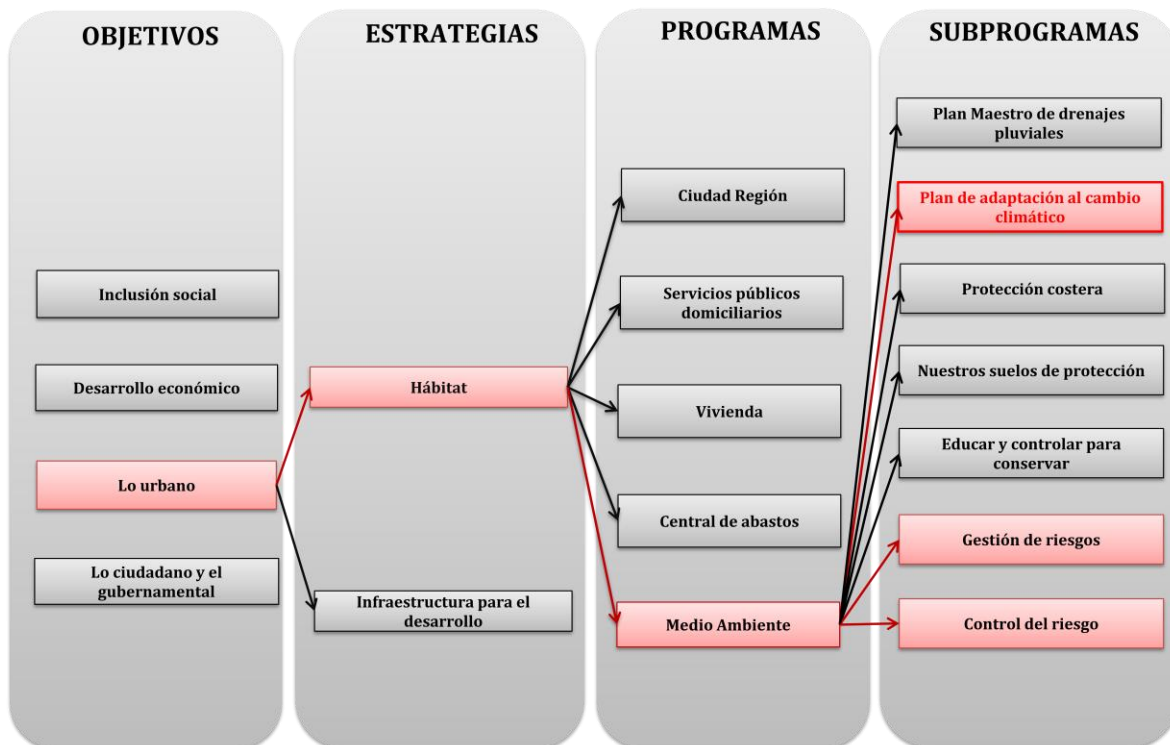 OBJETIVOS
Inclusión social
Desarrollo económico
Lo urbano
Lo ciudadano y el
gubernamental
ESTRATEGIAS
Hábitat
Infraestructura para el
desarrollo
PROGRAMAS
Ciudad Región
Servicios públicos
domiciliarios
Vivienda
Central de abastos
Medio Ambiente
SUBPROGRAMAS
Plan Maestro de drenajes
pluviales
Plan de adaptación al cambio
climático
Protección costera
Nuestros suelos de protección
Educar y controlar para
conservar
Gestión de riesgos
Control del riesgo